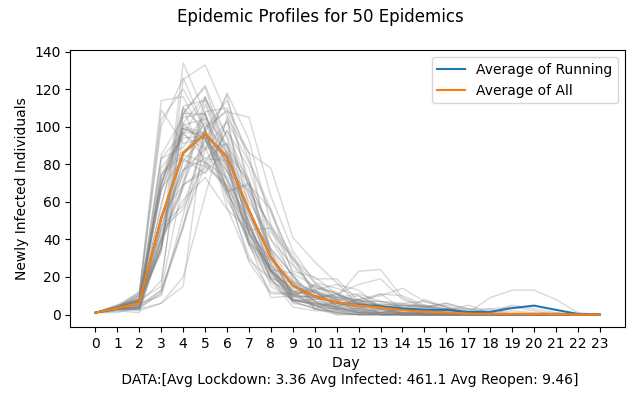 Epidemic Profiles for 50 Epidemics
140
120
100
80
60
40
20
0
Newly Infected Individuals
Average of Running
Average of All
0 1 2 3 4 5 6 7 8 9 10 11 12 13 14 15 16 17 18 19 20 21 22 23
Day
DATA:[Avg Lockdown: 3.36 Avg Infected: 461.1 Avg Reopen: 9.46]